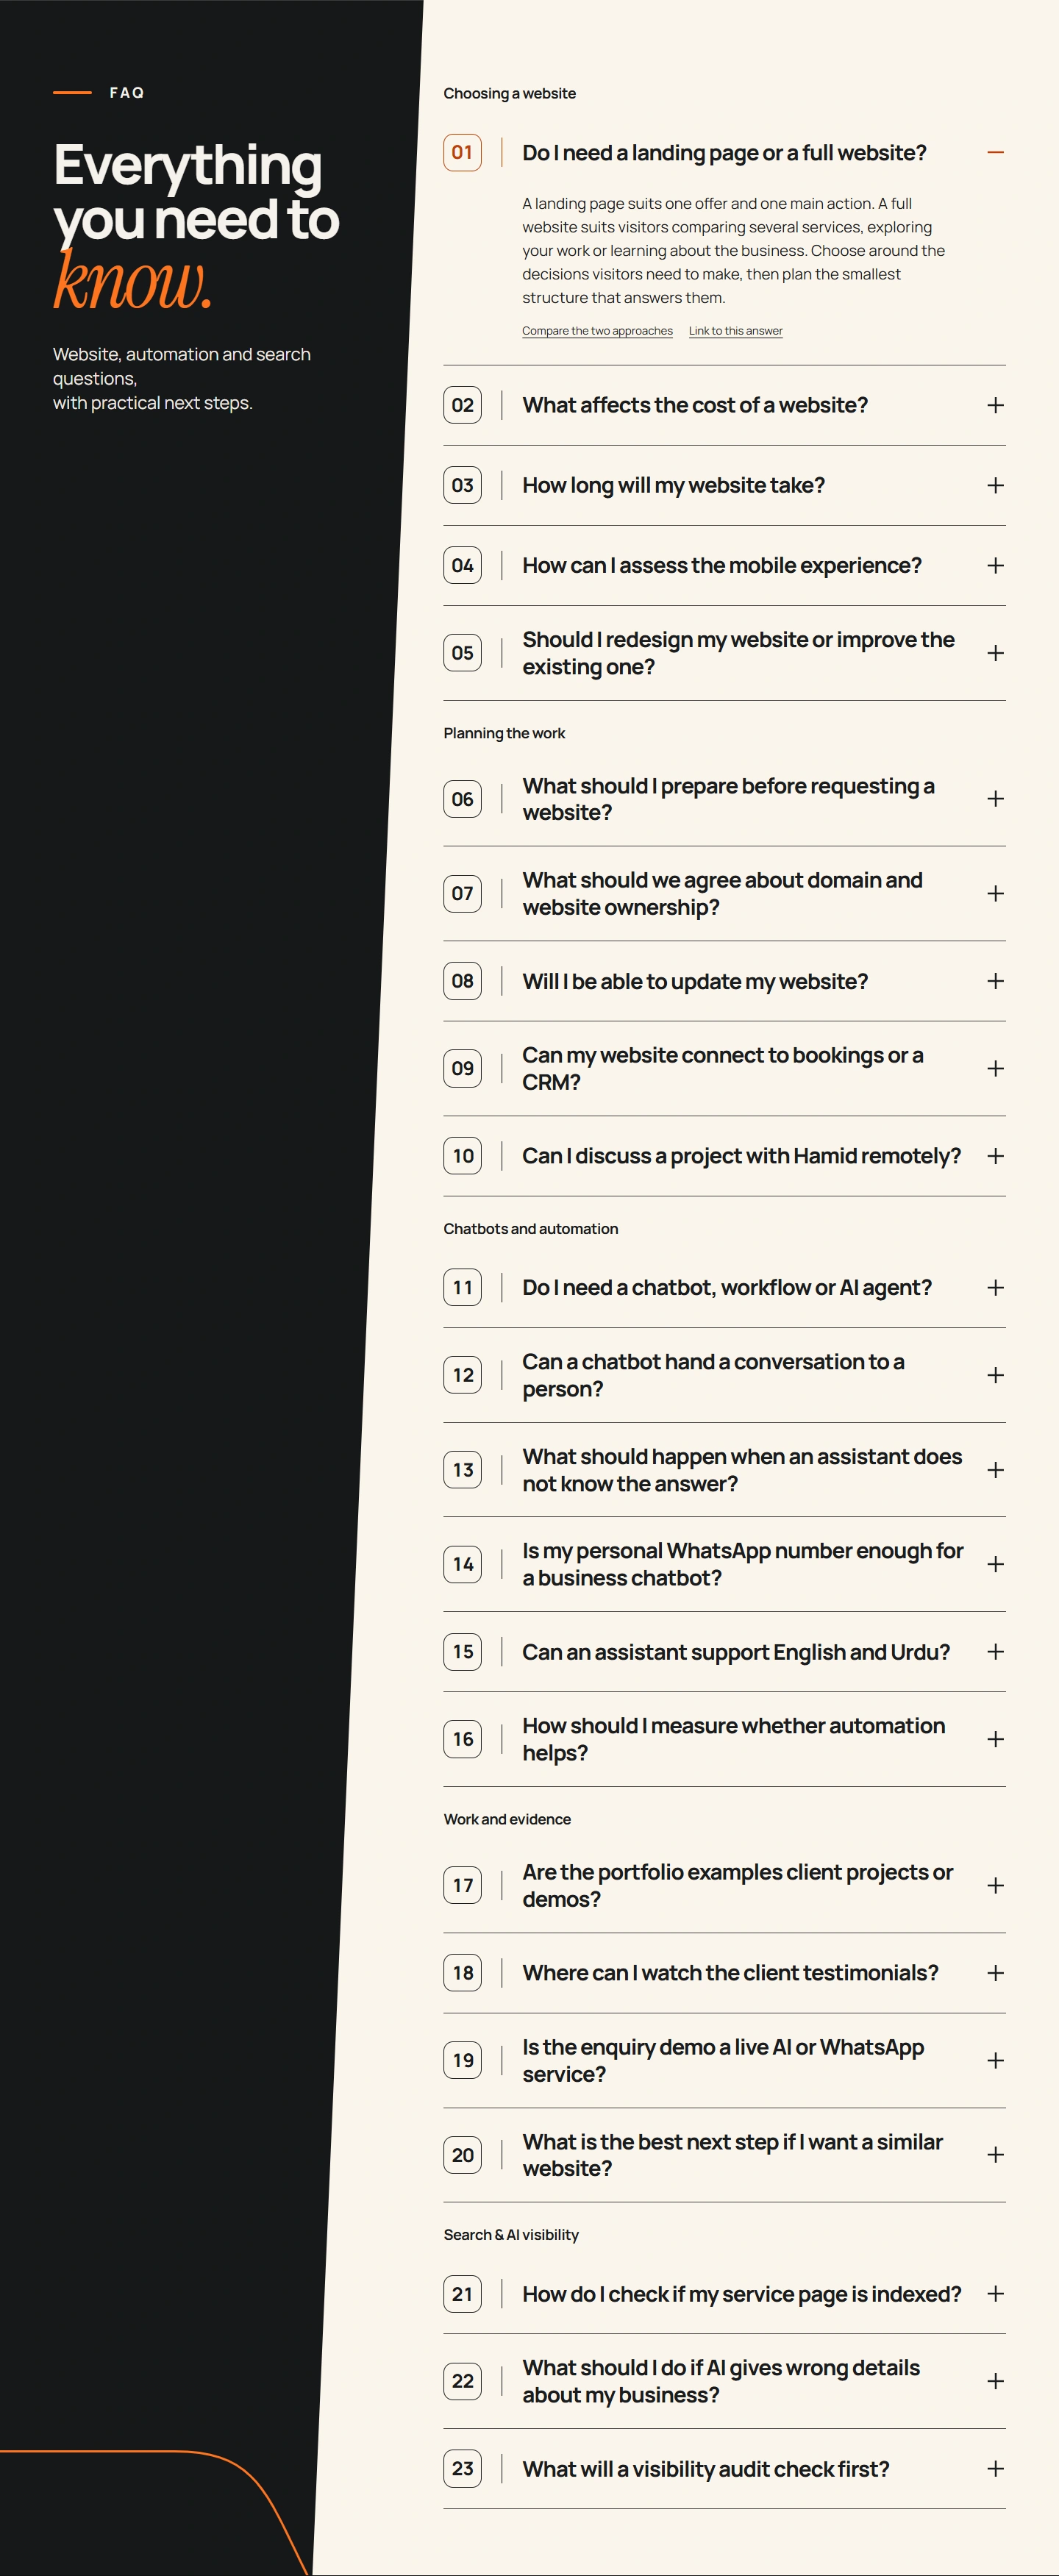 FAQ
Everything
you need to
know.
Website, automation and search
questions,
with practical next steps.
Choosing a website
01
Do I need a landing page or a full website?
A landing page suits one offer and one main action. A full
website suits visitors comparing several services, exploring
your work or learning about the business. Choose around the
decisions visitors need to make, then plan the smallest
structure that answers them.
Compare the two approaches
Link to this answer
02
What affects the cost of a website?
03
How long will my website take?
04
How can I assess the mobile experience?
05
Should I redesign my website or improve the
existing one?
Planning the work
06
What should I prepare before requesting a
website?
07
What should we agree about domain and
website ownership?
08
Will I be able to update my website?
09
Can my website connect to bookings or a
CRM?
10
Can I discuss a project with Hamid remotely?
Chatbots and automation
11
Do I need a chatbot, workflow or AI agent?
12
Can a chatbot hand a conversation to a
person?
13
What should happen when an assistant does
not know the answer?
14
Is my personal WhatsApp number enough for
a business chatbot?
15
Can an assistant support English and Urdu?
16
How should I measure whether automation
helps?
Work and evidence
17
Are the portfolio examples client projects or
demos?
18
Where can I watch the client testimonials?
19
Is the enquiry demo a live AI or WhatsApp
service?
20
What is the best next step if I want a similar
website?
Search & AI visibility
21
How do I check if my service page is indexed?
22
What should I do if AI gives wrong details
about my business?
23
What will a visibility audit check first?